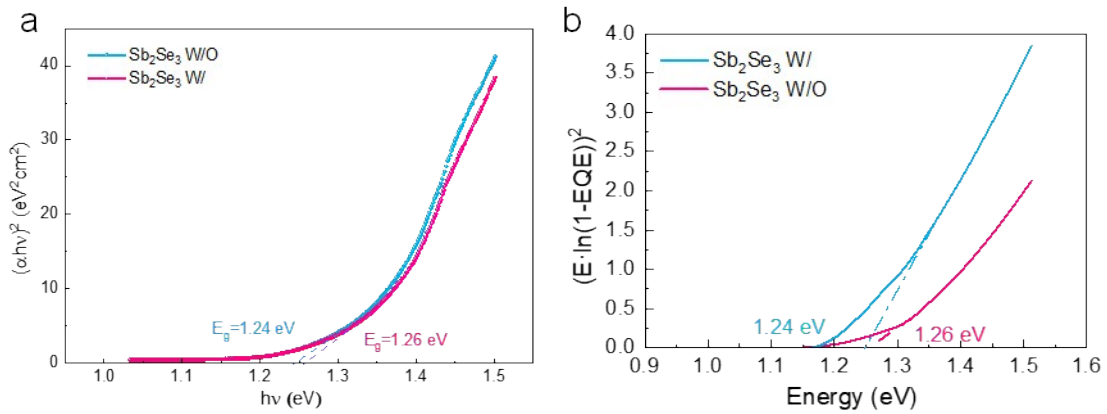 a
Sb₂Se₃ W/O
Sb₂Se₃ W/
(αhν)² (eV²cm²)
40
30
20
10
0
E_g=1.24 eV
E_g=1.26 eV
1.0 1.1 1.2 1.3 1.4 1.5
hν (eV)
b
Sb₂Se₃ W/
Sb₂Se₃ W/O
(E·ln(1-EQE))²
4.0
3.5
3.0
2.5
2.0
1.5
1.0
0.5
0.0
1.24 eV
1.26 eV
0.9 1.0 1.1 1.2 1.3 1.4 1.5 1.6
Energy (eV)